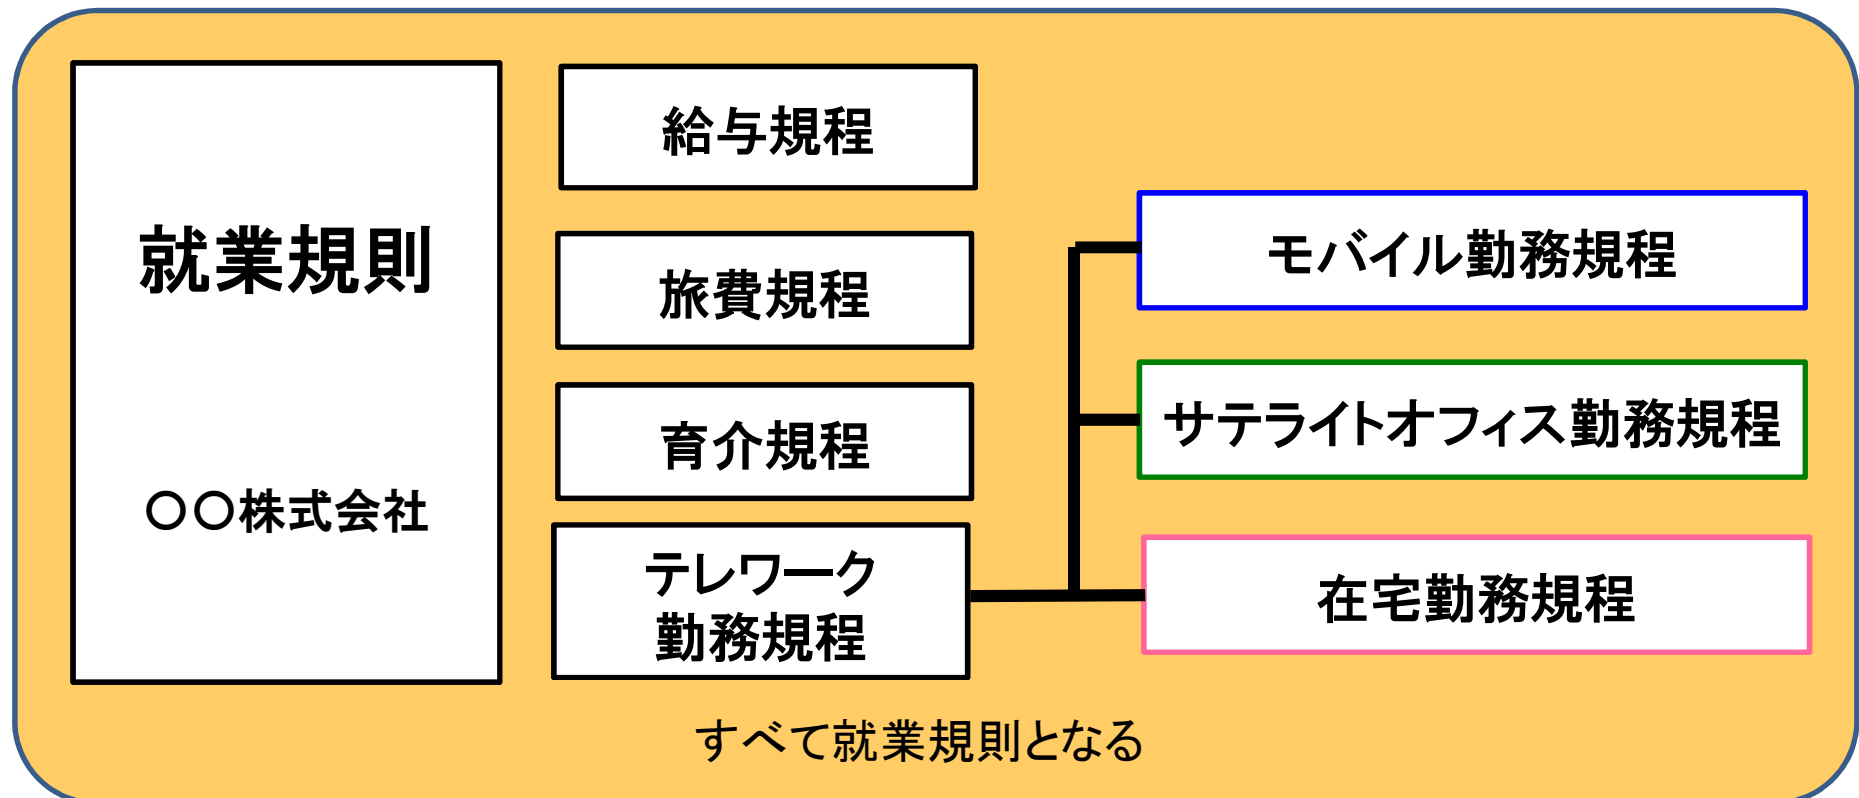 就業規則
〇〇株式会社
給与規程
旅費規程
育介規程
テレワーク
勤務規程
モバイル勤務規程
サテライトオフィス勤務規程
在宅勤務規程
すべて就業規則となる